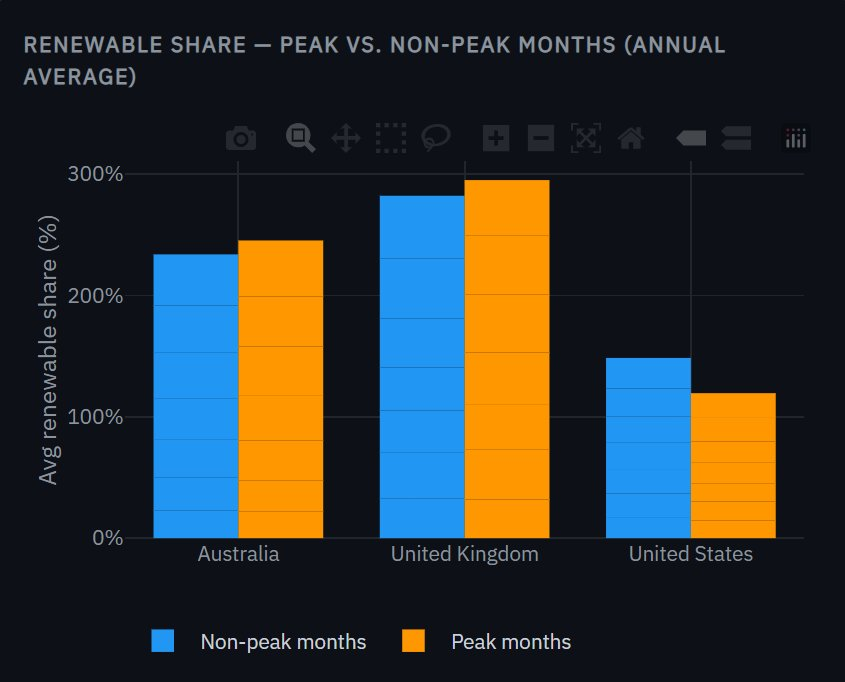 RENEWABLE SHARE — PEAK VS. NON-PEAK MONTHS (ANNUAL
AVERAGE)
300%
200%
100%
0%
Avg renewable share (%)
Australia
United Kingdom
United States
Non-peak months
Peak months